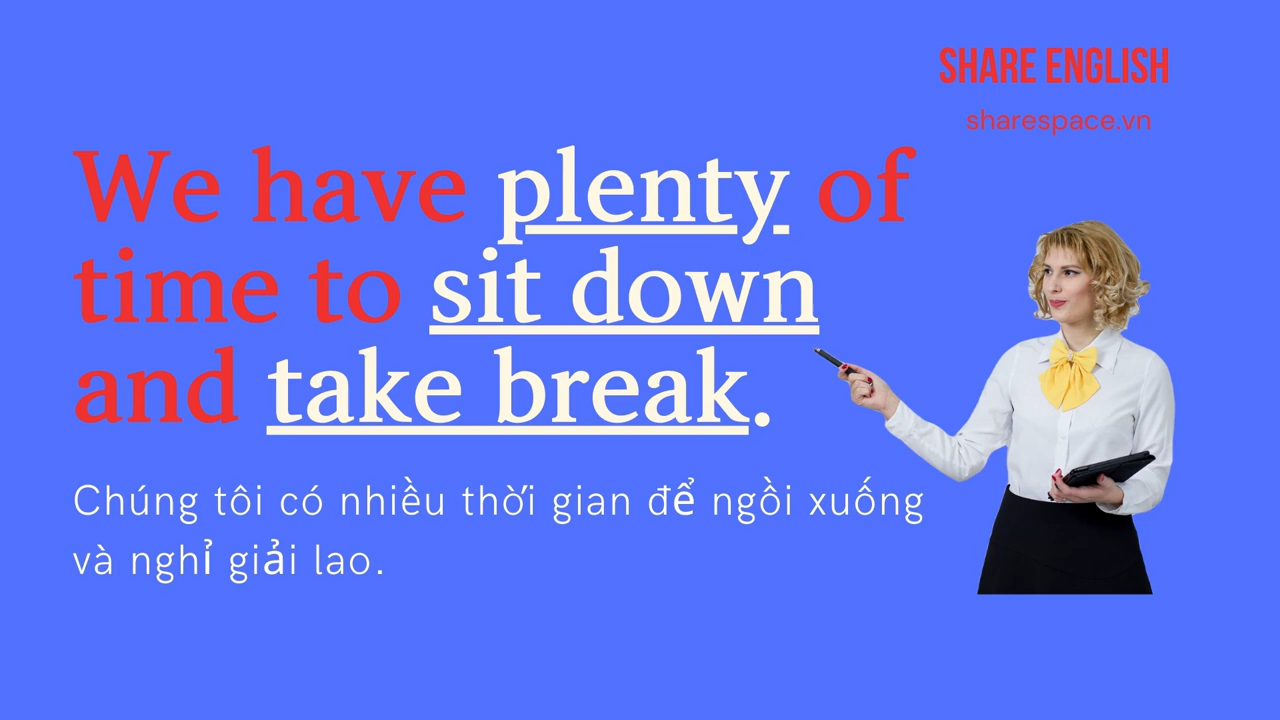 SHARE ENGLISH
sharespace.vn
We have plenty of
time to sit down
and take break.
Chúng tôi có nhiều thời gian để ngồi xuống
và nghỉ giải lao.